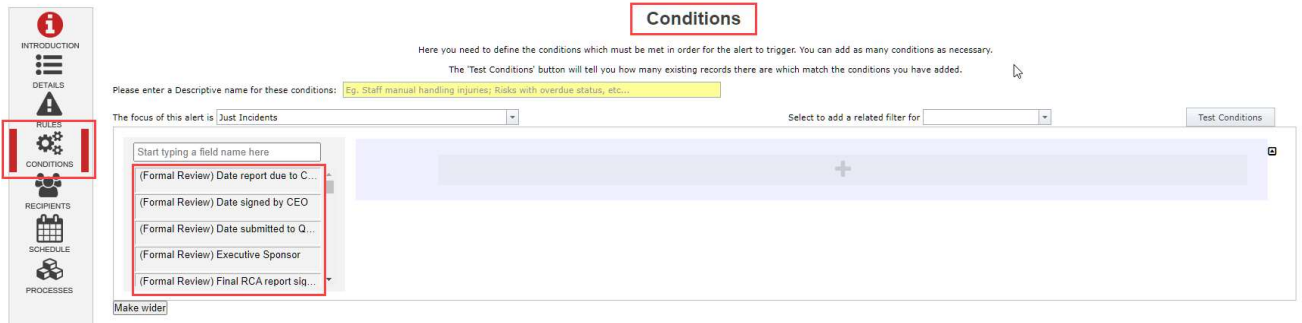 Conditions
INTRODUCTION
DETAILS
RULES
CONDITIONS
RECIPIENTS
SCHEDULE
PROCESSES
Here you need to define the conditions which must be met in order for the alert to trigger. You can add as many conditions as necessary.
The 'Test Conditions' button will tell you how many existing records there are which match the conditions you have added.
Please enter a Descriptive name for these conditions: Eg. Staff manual handling injuries; Risks with overdue status, etc...
The focus of this alert is Just Incidents Select to add a related filter for Test Conditions
Start typing a field name here
(Formal Review) Date report due to C...
(Formal Review) Date signed by CEO
(Formal Review) Date submitted to Q...
(Formal Review) Executive Sponsor
(Formal Review) Final RCA report sig...
Make wider